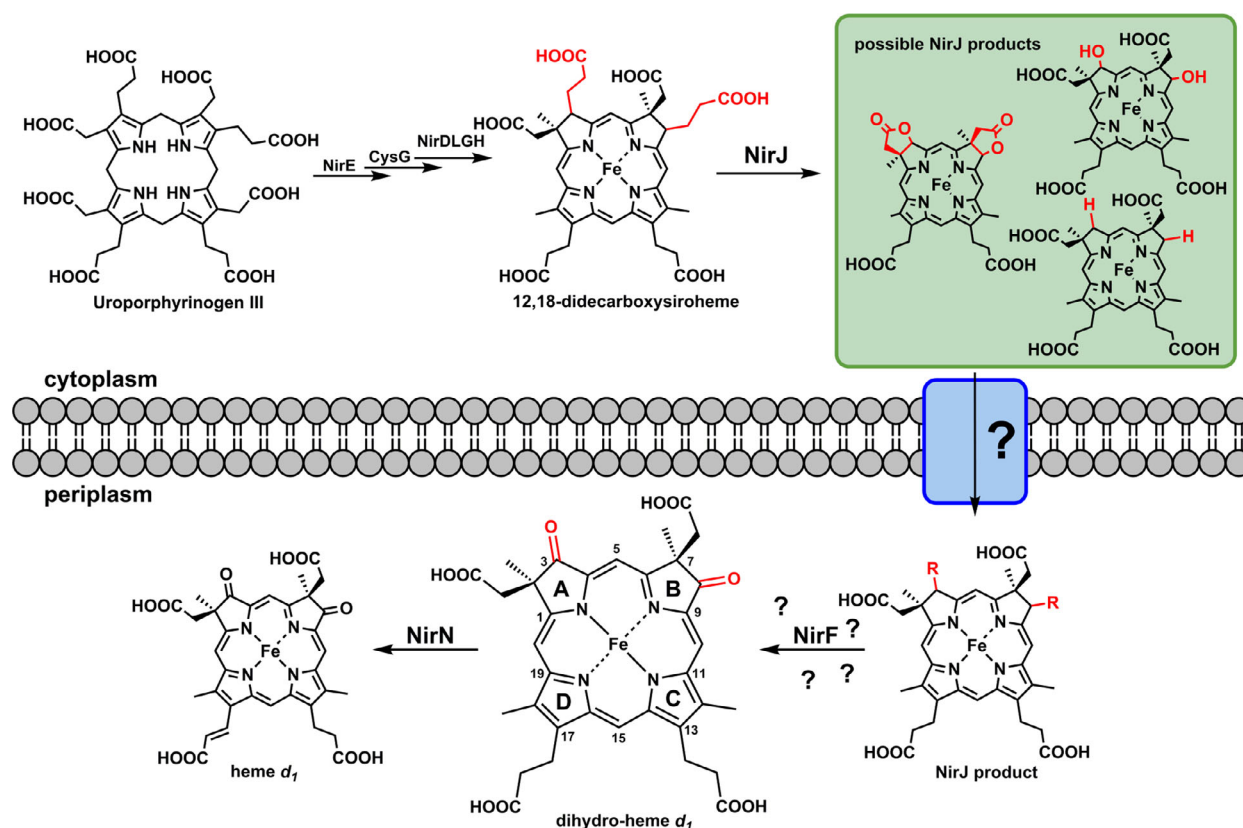 HOOC
HOOC
HOOC
COOH
HOOC
COOH
HOOC
COOH
NH
HN
NH
HN
Uroporphyrinogen III
NirE
CysG
NirDLGH
HOOC
HOOC
HOOC
COOH
N
N
Fe
N
N
HOOC
COOH
12,18-didecarboxysiroheme
NirJ
possible NirJ products
O
O
O
O
N
N
Fe
N
N
HOOC
COOH
HO
HOOC
HOOC
OH
N
N
Fe
N
N
HOOC
COOH
H
HOOC
HOOC
H
N
N
Fe
N
N
HOOC
COOH
cytoplasm
?
periplasm
HOOC
O
HOOC
O
N
N
Fe
N
N
HOOC
COOH
heme d1
NirN
HOOC
O
HOOC
O
3
5
7
A
B
1
9
N
N
Fe
N
N
19
11
D
C
17
15
13
HOOC
COOH
dihydro-heme d1
?
NirF ?
? ?
R
HOOC
HOOC
R
N
N
Fe
N
N
HOOC
COOH
NirJ product